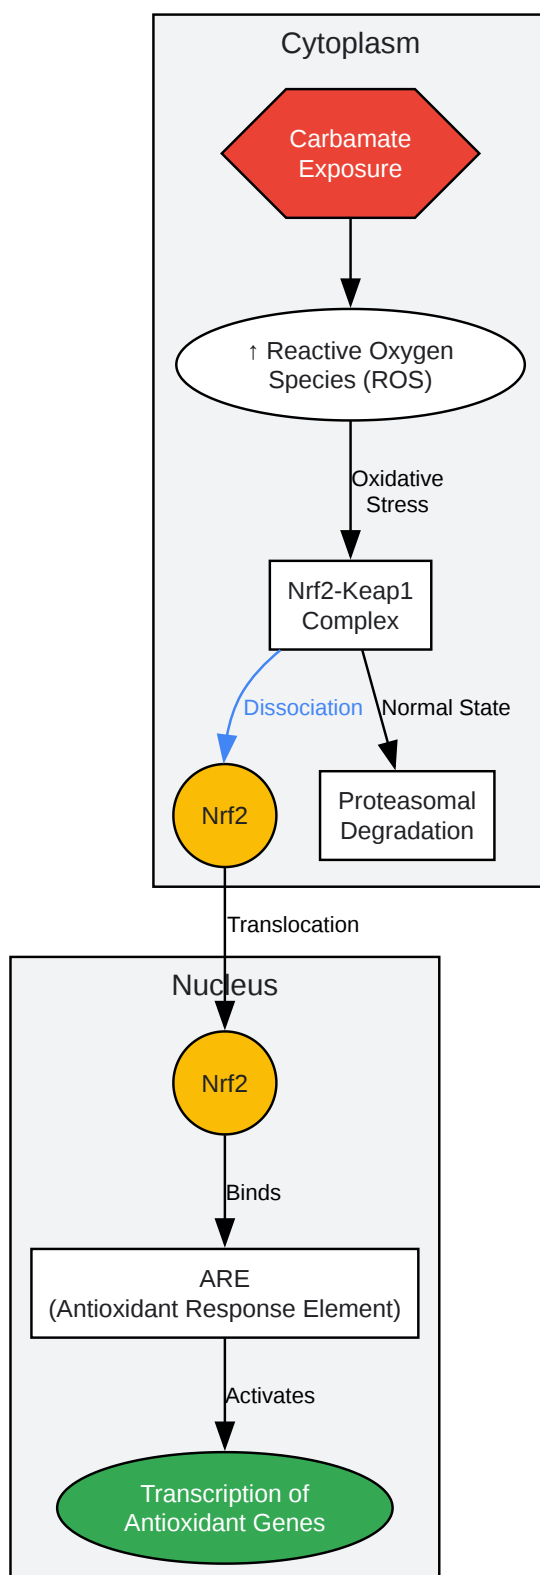 Cytoplasm
Carbamate
Exposure
↑ Reactive Oxygen
Species (ROS)
Oxidative
Stress
Nrf2-Keap1
Complex
Dissociation
Normal State
Nrf2
Proteasomal
Degradation
Translocation
Nucleus
Nrf2
Binds
ARE
(Antioxidant Response Element)
Activates
Transcription of
Antioxidant Genes